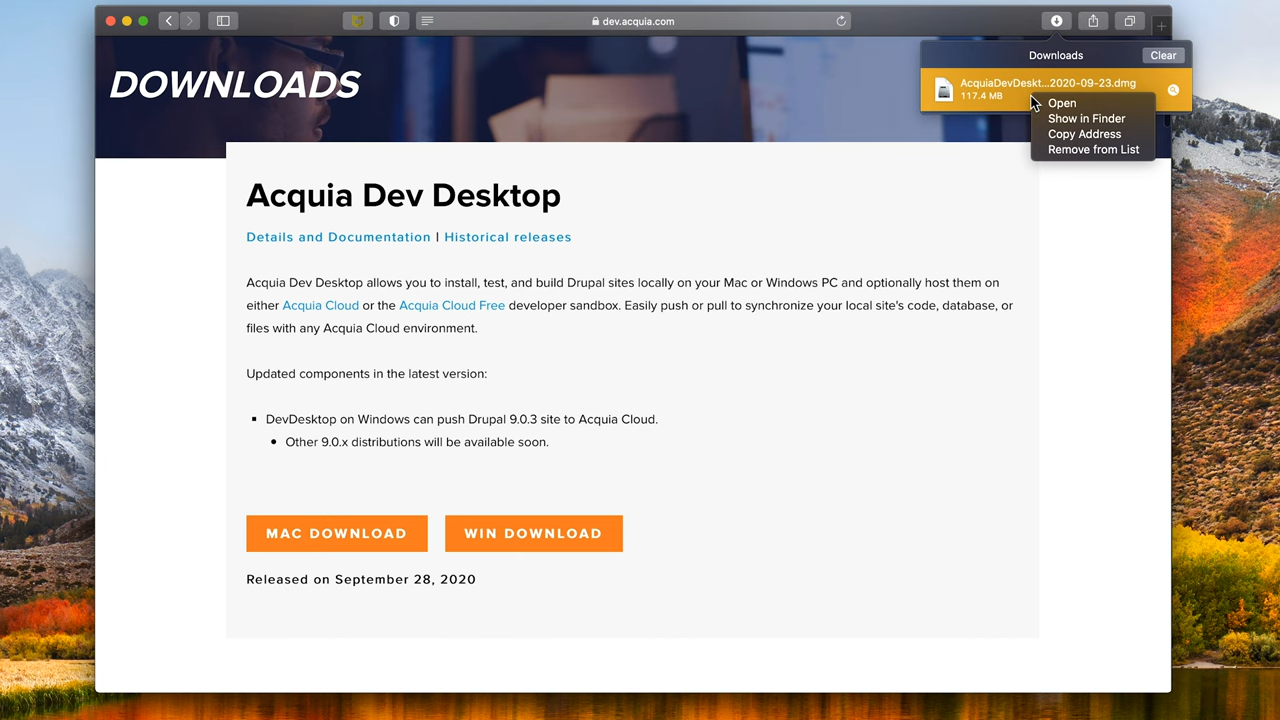 dev.acquia.com
Downloads
Clear
AcquiaDevDeskt...2020-09-23.dmg
117.4 MB
Open
Show in Finder
Copy Address
Remove from List
DOWNLOADS
Acquia Dev Desktop
Details and Documentation | Historical releases
Acquia Dev Desktop allows you to install, test, and build Drupal sites locally on your Mac or Windows PC and optionally host them on
either Acquia Cloud or the Acquia Cloud Free developer sandbox. Easily push or pull to synchronize your local site's code, database, or
files with any Acquia Cloud environment.
Updated components in the latest version:
DevDesktop on Windows can push Drupal 9.0.3 site to Acquia Cloud.
Other 9.0.x distributions will be available soon.
MAC DOWNLOAD
WIN DOWNLOAD
Released on September 28, 2020